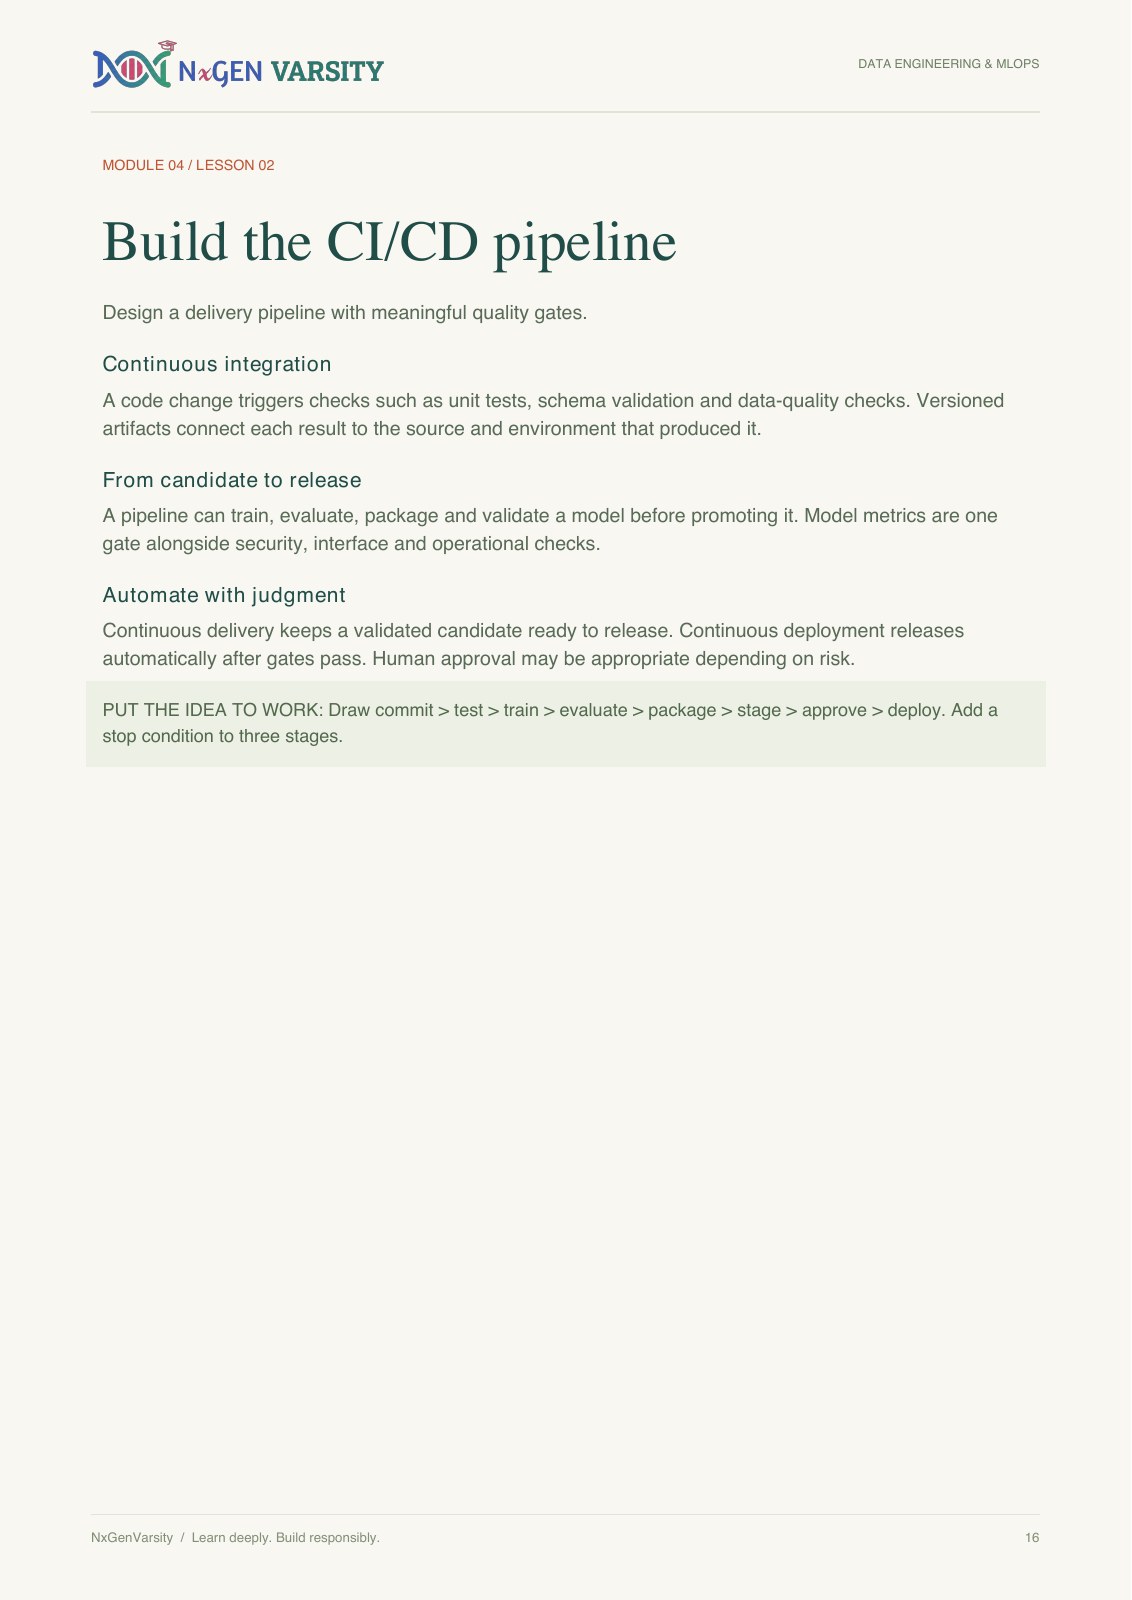 NxGEN VARSITY
DATA ENGINEERING & MLOPS
MODULE 04 / LESSON 02
Build the CI/CD pipeline
Design a delivery pipeline with meaningful quality gates.
Continuous integration
A code change triggers checks such as unit tests, schema validation and data-quality checks. Versioned
artifacts connect each result to the source and environment that produced it.
From candidate to release
A pipeline can train, evaluate, package and validate a model before promoting it. Model metrics are one
gate alongside security, interface and operational checks.
Automate with judgment
Continuous delivery keeps a validated candidate ready to release. Continuous deployment releases
automatically after gates pass. Human approval may be appropriate depending on risk.
PUT THE IDEA TO WORK: Draw commit > test > train > evaluate > package > stage > approve > deploy. Add a
stop condition to three stages.
NxGenVarsity / Learn deeply. Build responsibly.
16